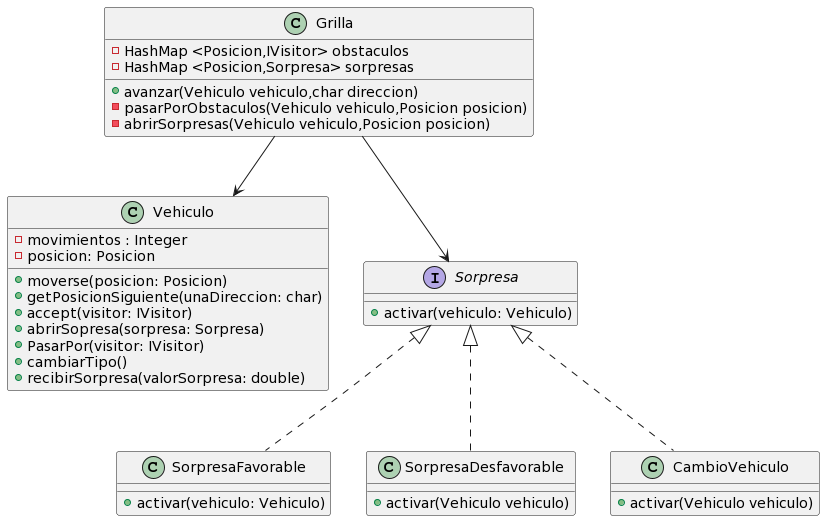 C Grilla
HashMap <Posicion,IVisitor> obstaculos
HashMap <Posicion,Sorpresa> sorpresas
avanzar(Vehiculo vehiculo,char direccion)
pasarPorObstaculos(Vehiculo vehiculo,Posicion posicion)
abrirSorpresas(Vehiculo vehiculo,Posicion posicion)
C Vehiculo
movimientos : Integer
posicion: Posicion
moverse(posicion: Posicion)
getPosicionSiguiente(unaDireccion: char)
accept(visitor: IVisitor)
abrirSopresa(sorpresa: Sorpresa)
PasarPor(visitor: IVisitor)
cambiarTipo()
recibirSorpresa(valorSorpresa: double)
I Sorpresa
activar(vehiculo: Vehiculo)
C SorpresaFavorable
activar(vehiculo: Vehiculo)
C SorpresaDesfavorable
activar(Vehiculo vehiculo)
C CambioVehiculo
activar(Vehiculo vehiculo)